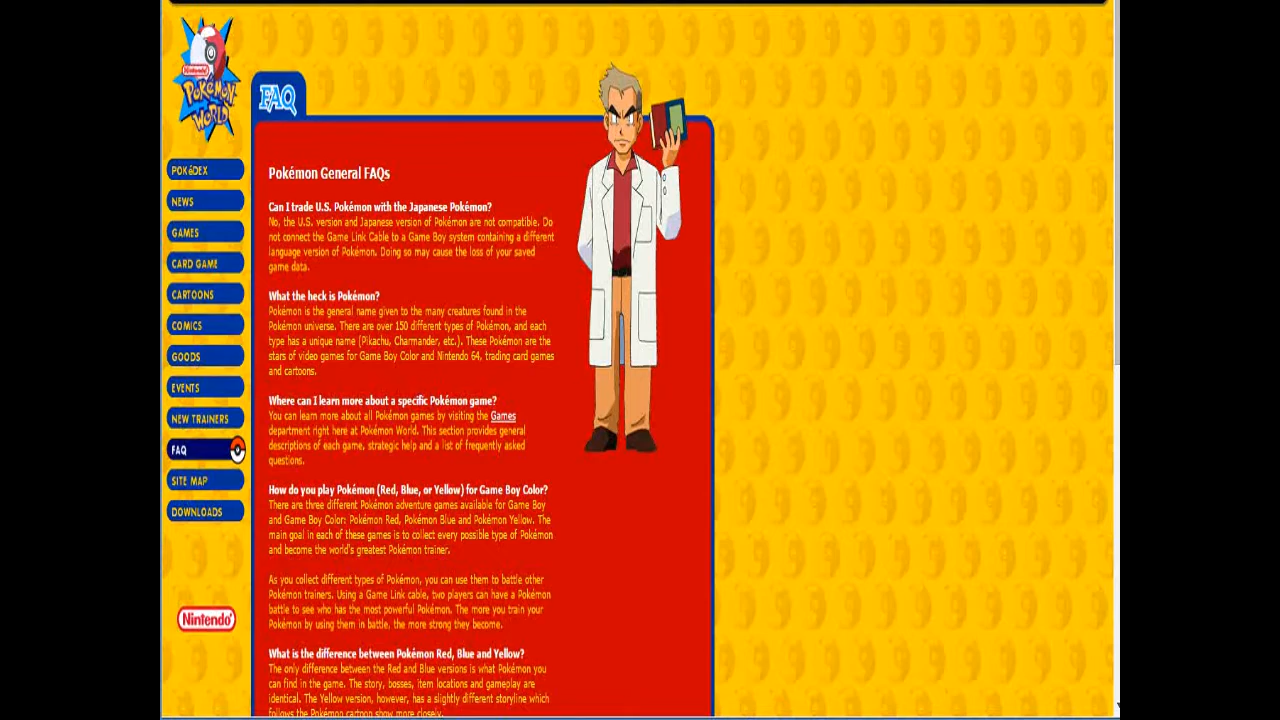 Nintendo
POKéMON
WORLD
FAQ
POKéDEX
NEWS
GAMES
CARD GAME
CARTOONS
COMICS
GOODS
EVENTS
NEW TRAINERS
FAQ
SITE MAP
DOWNLOADS
Nintendo
Pokémon General FAQs
Can I trade U.S. Pokémon with the Japanese Pokémon?
No, the U.S. version and Japanese version of Pokémon are not compatible. Do
not connect the Game Link Cable to a Game Boy system containing a different
language version of Pokémon. Doing so may cause the loss of your saved
game data.
What the heck is Pokémon?
Pokémon is the general name given to the many creatures found in the
Pokémon universe. There are over 150 different types of Pokémon, and each
type has a unique name (Pikachu, Charmander, etc.). These Pokémon are the
stars of video games for Game Boy Color and Nintendo 64, trading card games
and cartoons.
Where can I learn more about a specific Pokémon game?
You can learn more about all Pokémon games by visiting the Games
department right here at Pokémon World. This section provides general
descriptions of each game, strategic help and a list of frequently asked
questions.
How do you play Pokémon (Red, Blue, or Yellow) for Game Boy Color?
There are three different Pokémon adventure games available for Game Boy
and Game Boy Color: Pokémon Red, Pokémon Blue and Pokémon Yellow. The
main goal in each of these games is to collect every possible type of Pokémon
and become the world's greatest Pokémon trainer.
As you collect different types of Pokémon, you can use them to battle other
Pokémon trainers. Using a Game Link cable, two players can have a Pokémon
battle to see who has the most powerful Pokémon. The more you train your
Pokémon by using them in battle, the more strong they become.
What is the difference between Pokémon Red, Blue and Yellow?
The only difference between the Red and Blue versions is what Pokémon you
can find in the game. The story, bosses, item locations and gameplay are
identical. The Yellow version, however, has a slightly different storyline which
follows the Pokémon cartoon show more closely.